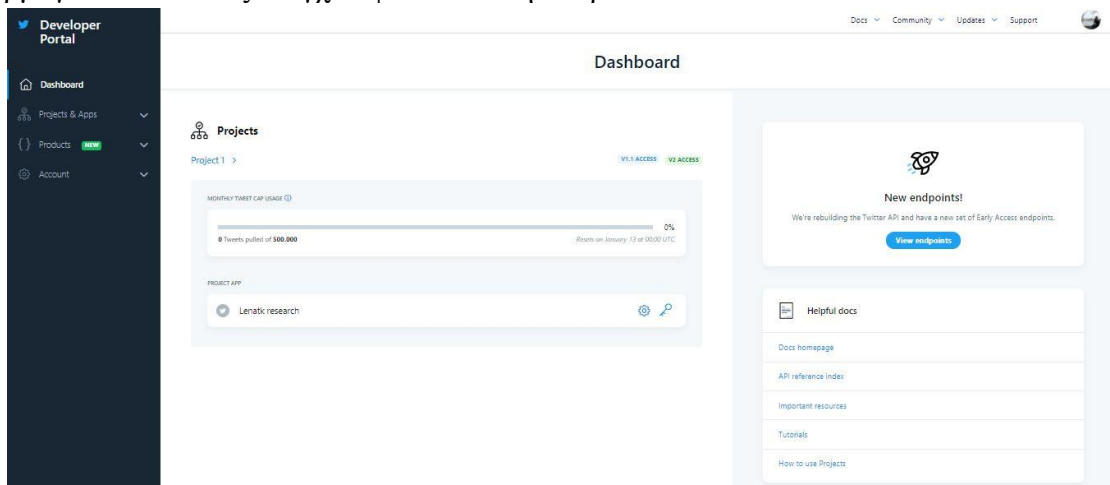 Developer
Portal
Docs Community Updates Support
Dashboard
Dashboard
Projects & Apps
Products NEW
Account
Projects
Project 1 >
V1.1 ACCESS V2 ACCESS
MONTHLY TWEET CAP USAGE
0%
0 Tweets pulled of 500.000
Resets on January 13 at 00:00 UTC
PROJECT APP
Lenatk research
New endpoints!
We're rebuilding the Twitter API and have a new set of Early Access endpoints.
View endpoints
Helpful docs
Docs homepage
API reference index
Important resources
Tutorials
How to use Projects